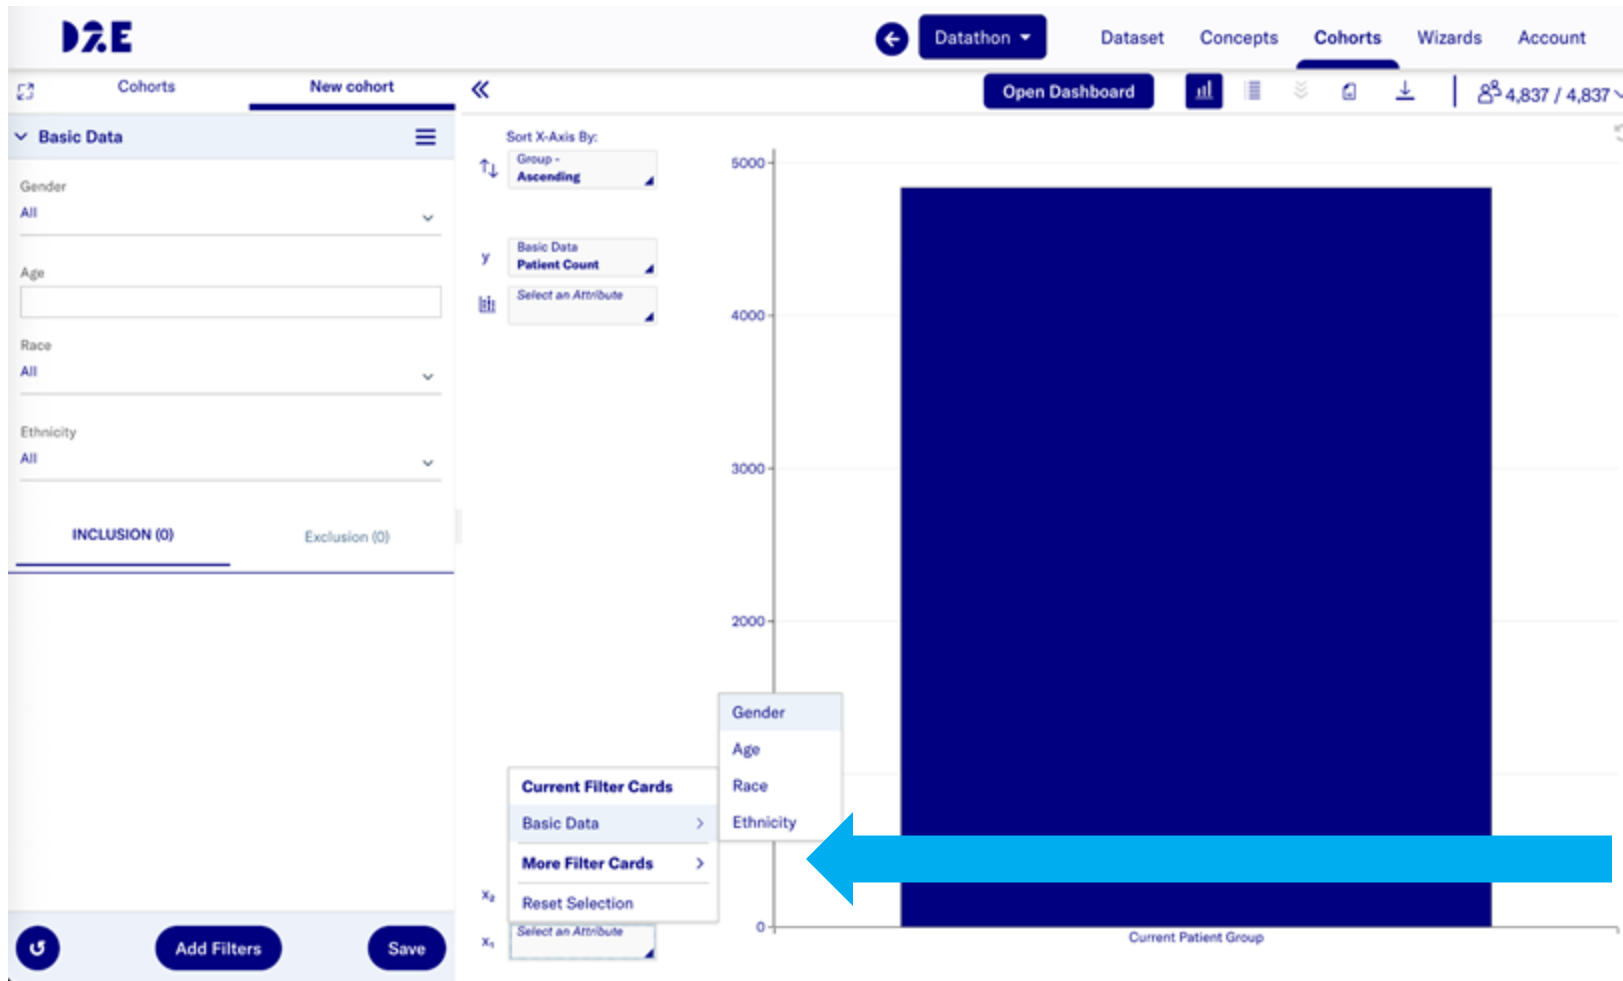 D2E
Datathon
Dataset
Concepts
Cohorts
Wizards
Account
Cohorts
New cohort
Open Dashboard
4,837 / 4,837
Basic Data
Gender
All
Age
Race
All
Ethnicity
All
INCLUSION (0)
Exclusion (0)
Add Filters
Save
Sort X-Axis By:
Group -
Ascending
y
Basic Data
Patient Count
Select an Attribute
5000
4000
3000
2000
0
Current Patient Group
Gender
Age
Race
Ethnicity
Current Filter Cards
Basic Data
More Filter Cards
Reset Selection
x₂
x₁
Select an Attribute